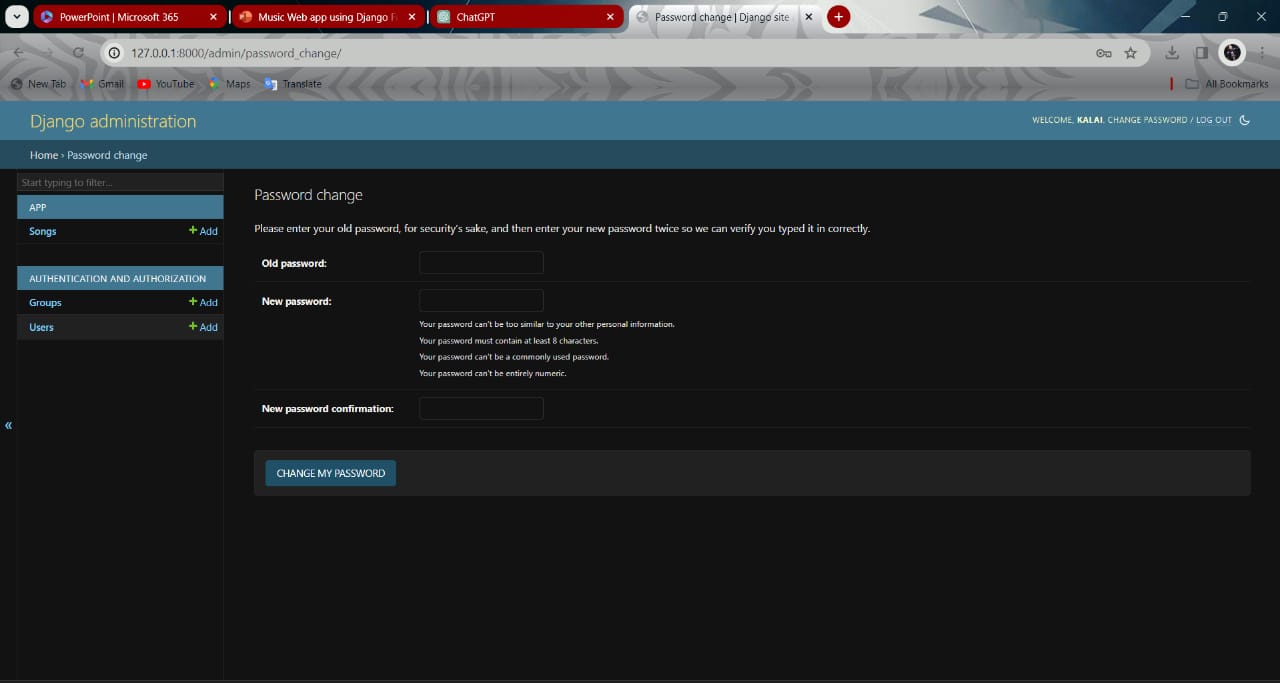 PowerPoint | Microsoft 365
Music Web app using Django F
ChatGPT
Password change | Django site
127.0.0.1:8000/admin/password_change/
New Tab
Gmail
YouTube
Maps
Translate
All Bookmarks
Django administration
WELCOME, KALAI. CHANGE PASSWORD / LOG OUT
Home › Password change
Start typing to filter...
APP
Songs
+ Add
AUTHENTICATION AND AUTHORIZATION
Groups
+ Add
Users
+ Add
«
Password change
Please enter your old password, for security's sake, and then enter your new password twice so we can verify you typed it in correctly.
Old password:
New password:
Your password can't be too similar to your other personal information.
Your password must contain at least 8 characters.
Your password can't be a commonly used password.
Your password can't be entirely numeric.
New password confirmation:
CHANGE MY PASSWORD